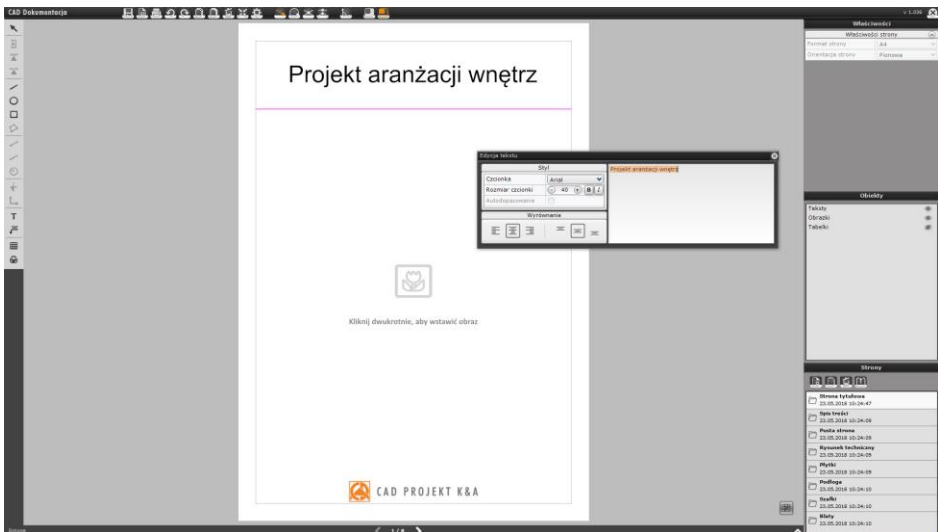 CAD Dokumentacja
v 1.036
Właściwości
Właściwości strony
Format strony A4
Orientacja strony Pionowa
Projekt aranżacji wnętrz
Edycja tekstu
Styl
Czcionka Arial
Rozmiar czcionki 40 B I
Autodopasowanie
Wyrównanie
Projekt aranżacji wnętrz
Obiekty
Teksty
Obrazki
Tabelki
Kliknij dwukrotnie, aby wstawić obraz
CAD PROJEKT K&A
Strony
Strona tytułowa
23.05.2018 10:24:47
Spis treści
23.05.2018 10:24:09
Pusta strona
23.05.2018 10:24:09
Rysunek techniczny
23.05.2018 10:24:09
Płytki
23.05.2018 10:24:09
Podłoga
23.05.2018 10:24:10
Szafki
23.05.2018 10:24:10
Blaty
23.05.2018 10:24:10